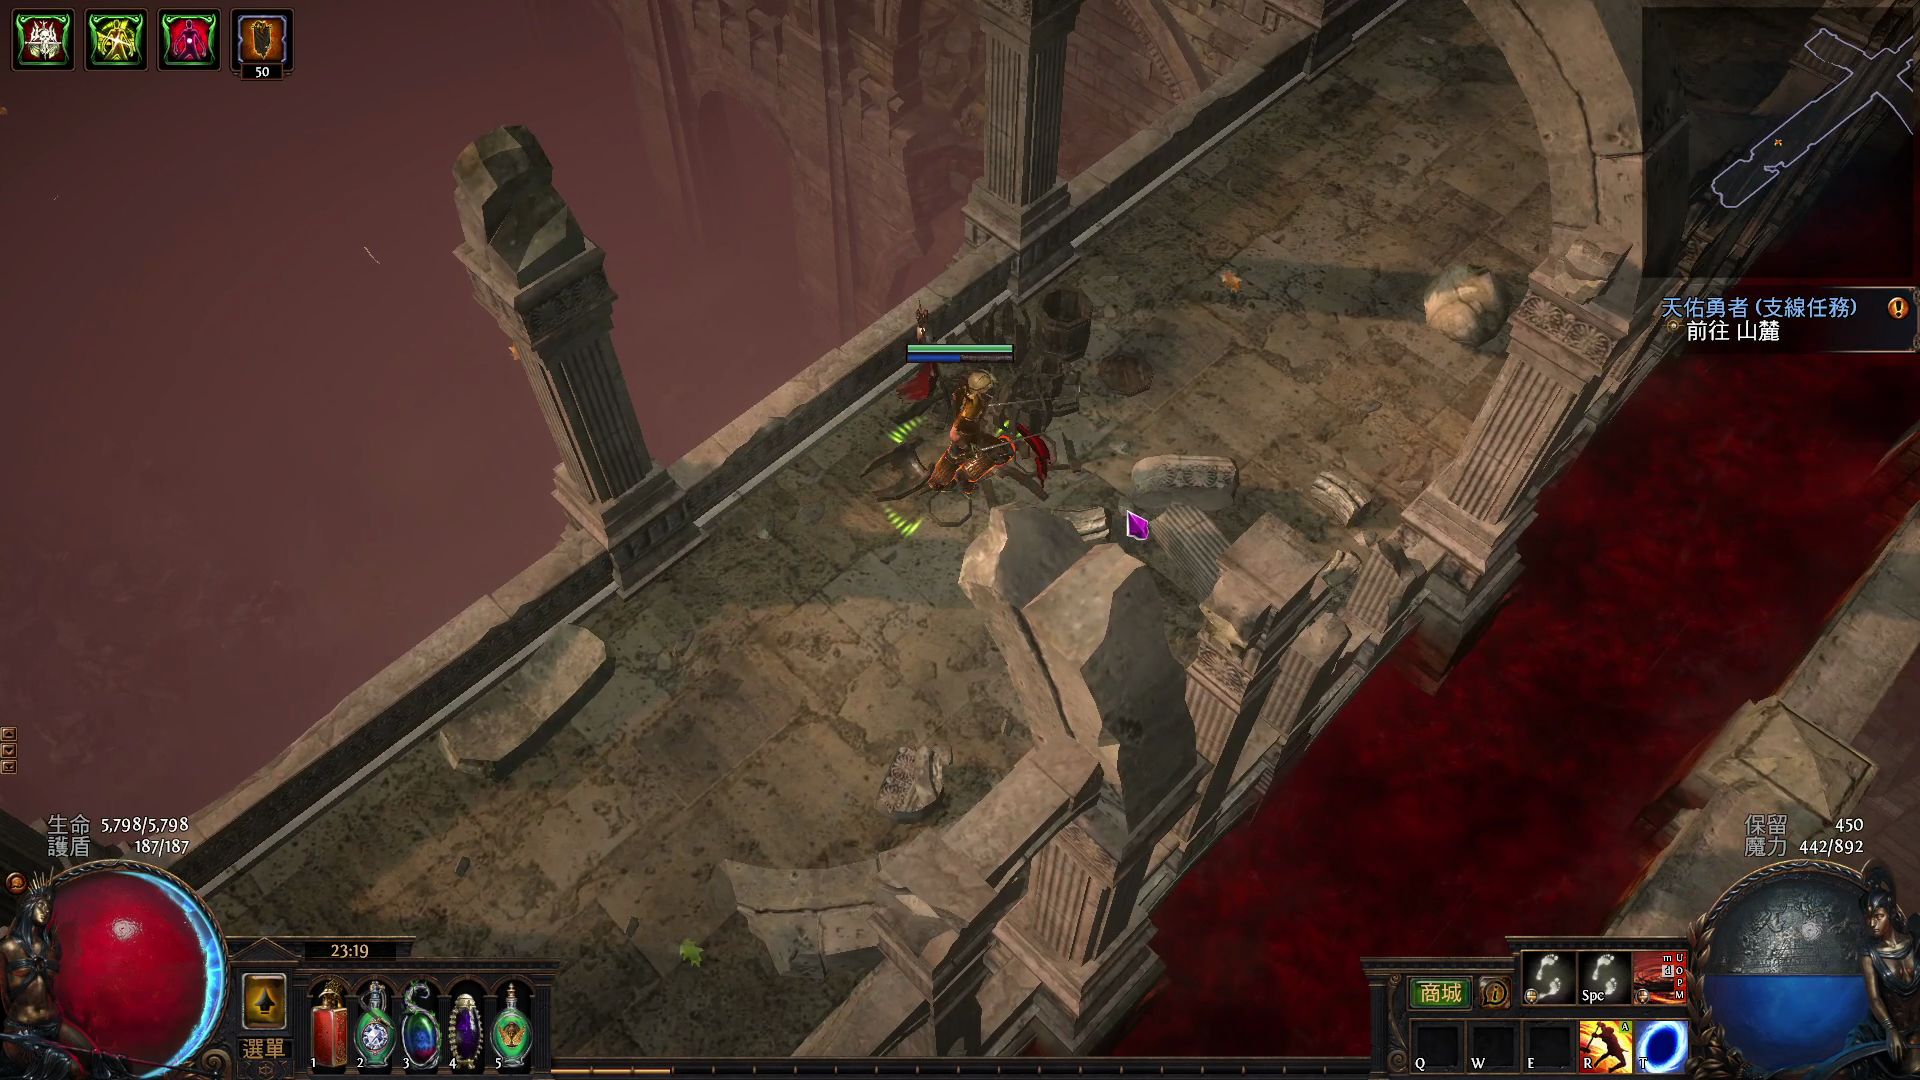 50
天佑勇者 (支線任務)
前往 山麓
生命 5,798/5,798
護盾 187/187
保留 450
魔力 442/892
23:19
選單
1
2
3
4
5
商城
Spc
m U
d O
P
M
Q
W
E
R
A
T